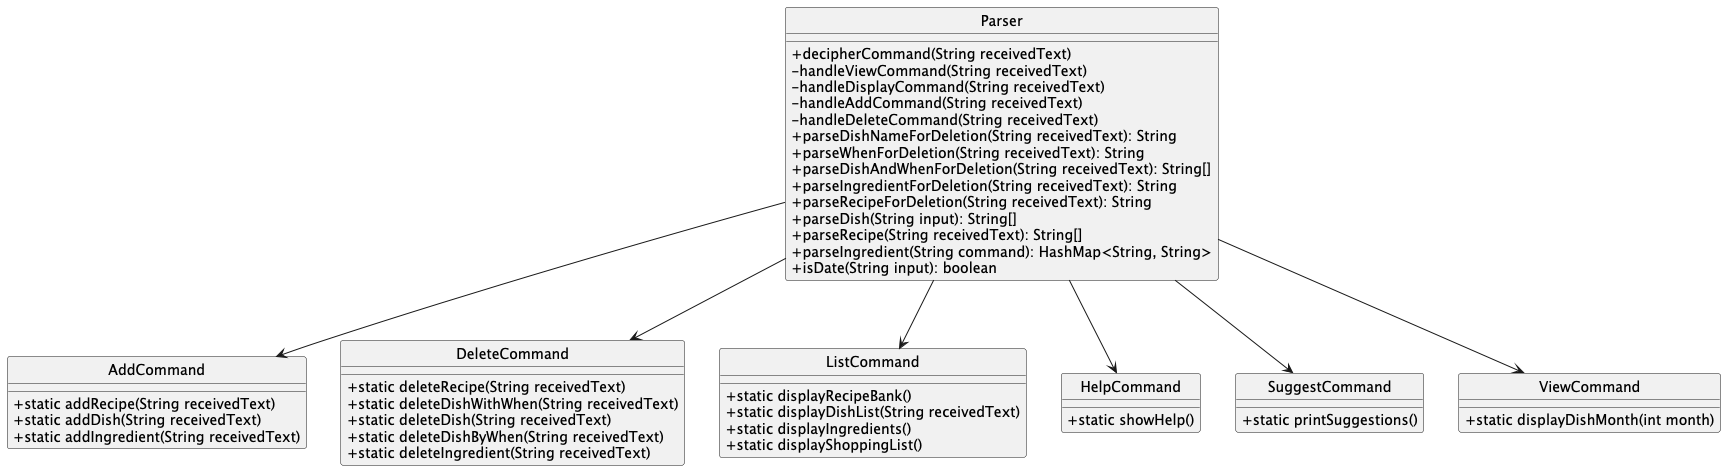 Parser
+decipherCommand(String receivedText)
-handleViewCommand(String receivedText)
-handleDisplayCommand(String receivedText)
-handleAddCommand(String receivedText)
-handleDeleteCommand(String receivedText)
+parseDishNameForDeletion(String receivedText): String
+parseWhenForDeletion(String receivedText): String
+parseDishAndWhenForDeletion(String receivedText): String[]
+parseIngredientForDeletion(String receivedText): String
+parseRecipeForDeletion(String receivedText): String
+parseDish(String input): String[]
+parseRecipe(String receivedText): String[]
+parseIngredient(String command): HashMap<String, String>
+isDate(String input): boolean
AddCommand
+static addRecipe(String receivedText)
+static addDish(String receivedText)
+static addIngredient(String receivedText)
DeleteCommand
+static deleteRecipe(String receivedText)
+static deleteDishWithWhen(String receivedText)
+static deleteDish(String receivedText)
+static deleteDishByWhen(String receivedText)
+static deleteIngredient(String receivedText)
ListCommand
+static displayRecipeBank()
+static displayDishList(String receivedText)
+static displayIngredients()
+static displayShoppingList()
HelpCommand
+static showHelp()
SuggestCommand
+static printSuggestions()
ViewCommand
+static displayDishMonth(int month)